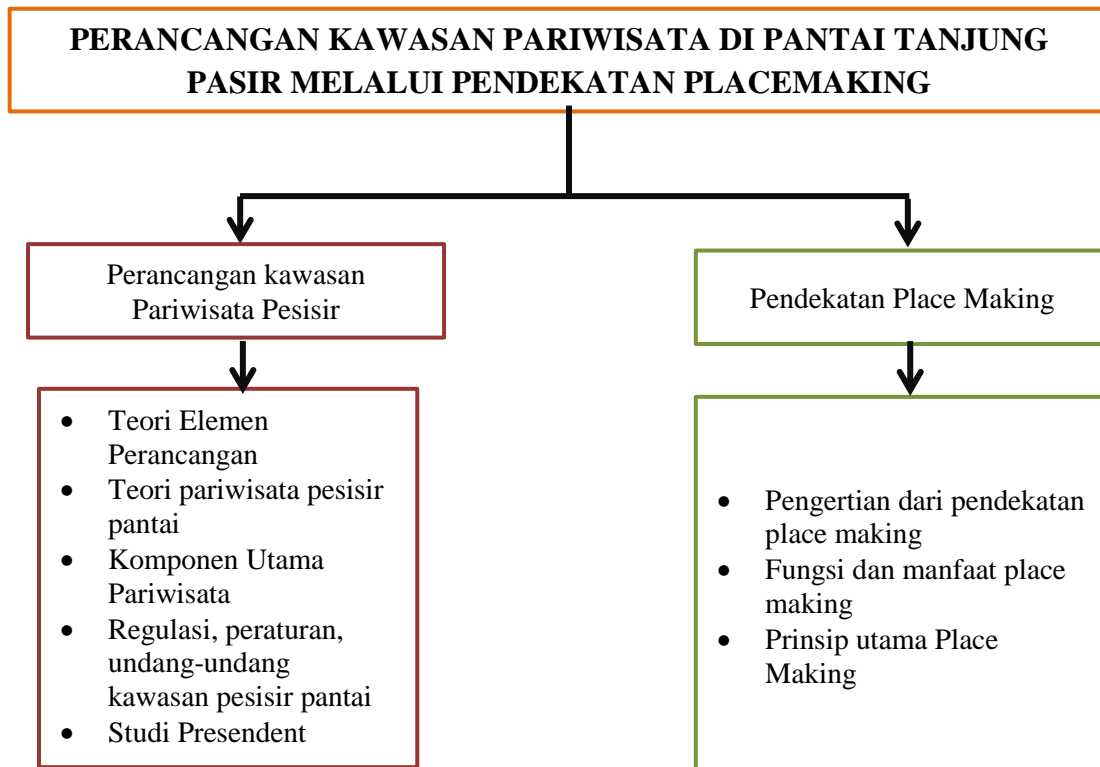 PERANCANGAN KAWASAN PARIWISATA DI PANTAI TANJUNG
PASIR MELALUI PENDEKATAN PLACEMAKING
Perancangan kawasan
Pariwisata Pesisir
Pendekatan Place Making
• Teori Elemen
Perancangan
• Teori pariwisata pesisir
pantai
• Komponen Utama
Pariwisata
• Regulasi, peraturan,
undang-undang
kawasan pesisir pantai
• Studi Presendent
• Pengertian dari pendekatan
place making
• Fungsi dan manfaat place
making
• Prinsip utama Place
Making